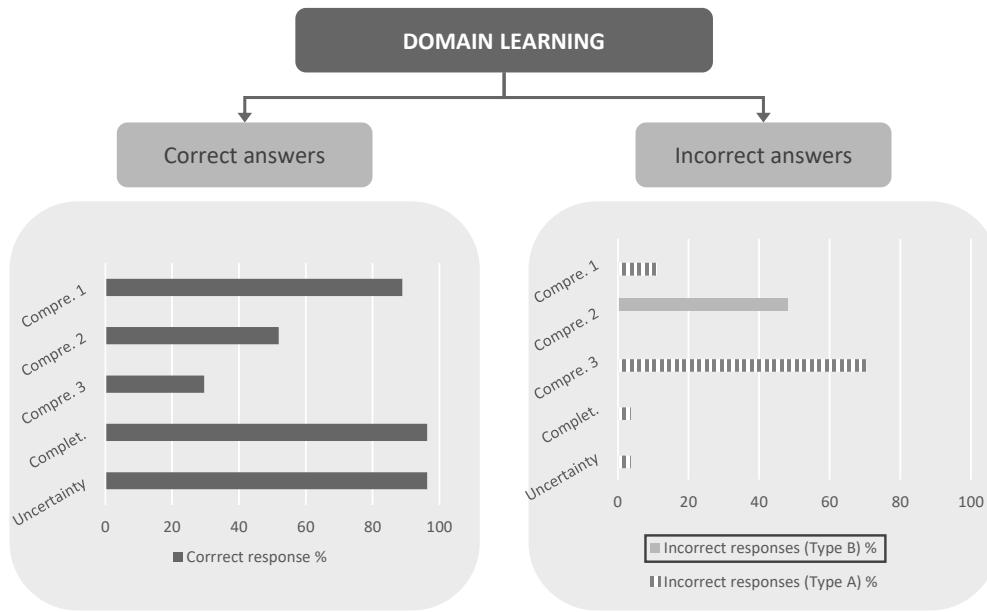 DOMAIN LEARNING
Correct answers
Incorrect answers
Compre. 1
Compre. 2
Compre. 3
Complet.
Uncertainty
0 20 40 60 80 100
Corrrect response %
Compre. 1
Compre. 2
Compre. 3
Complet.
Uncertainty
0 20 40 60 80 100
Incorrect responses (Type B) %
Incorrect responses (Type A) %